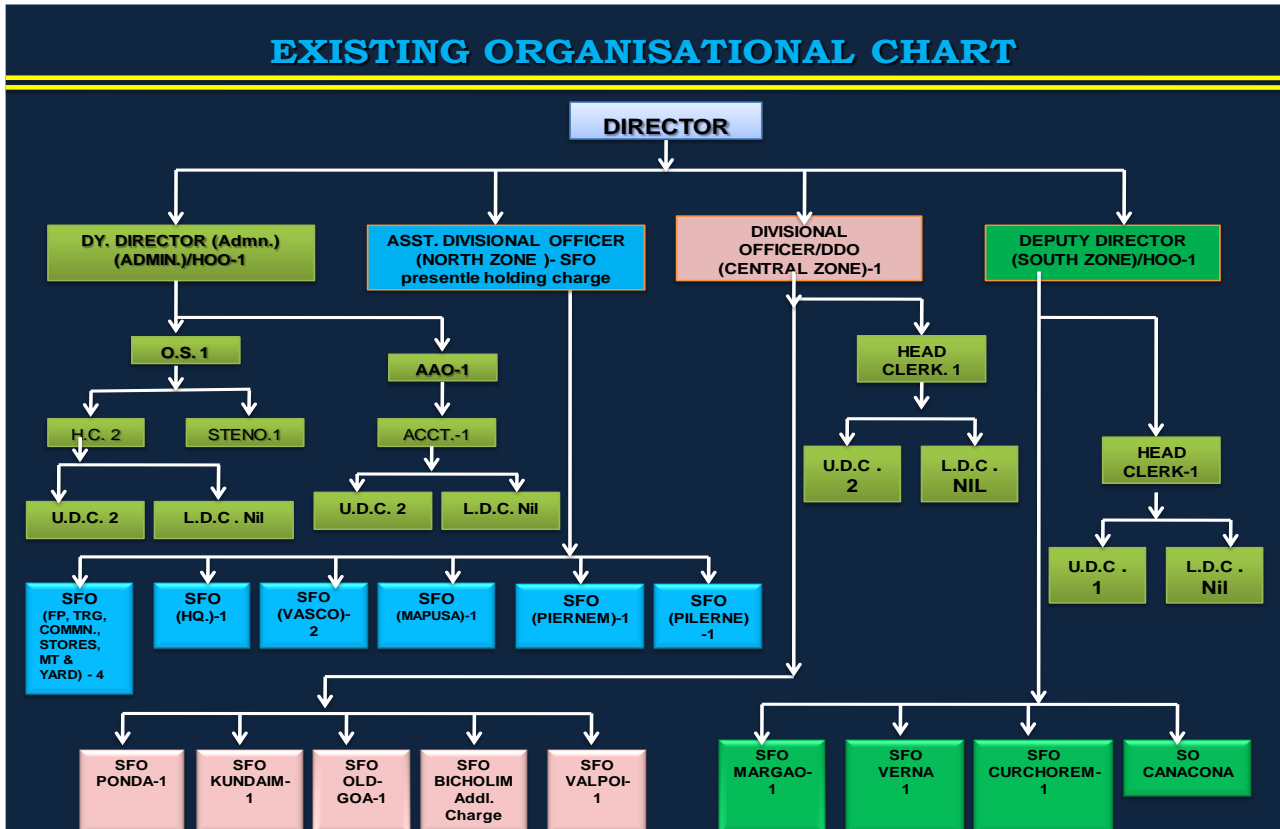 EXISTING ORGANISATIONAL CHART
DIRECTOR
DY. DIRECTOR (Admn.)
(ADMIN.)/HOO-1
ASST. DIVISIONAL OFFICER
(NORTH ZONE )- SFO
presentle holding charge
DIVISIONAL
OFFICER/DDO
(CENTRAL ZONE)-1
DEPUTY DIRECTOR
(SOUTH ZONE)/HOO-1
O.S. 1
AAO-1
HEAD
CLERK. 1
H.C. 2
STENO.1
ACCT.-1
U.D.C .
2
L.D.C .
NIL
HEAD
CLERK-1
U.D.C. 2
L.D.C . Nil
U.D.C. 2
L.D.C. Nil
U.D.C .
1
L.D.C .
Nil
SFO
(FP, TRG,
COMMN.,
STORES,
MT &
YARD) - 4
SFO
(HQ.)-1
SFO
(VASCO)-
2
SFO
(MAPUSA)-1
SFO
(PIERNEM)-1
SFO
(PILERNE)
-1
SFO
PONDA-1
SFO
KUNDAIM-
1
SFO
OLD-
GOA-1
SFO
BICHOLIM
Addl.
Charge
SFO
VALPOI-
1
SFO
MARGAO-
1
SFO
VERNA
1
SFO
CURCHOREM-
1
SO
CANACONA